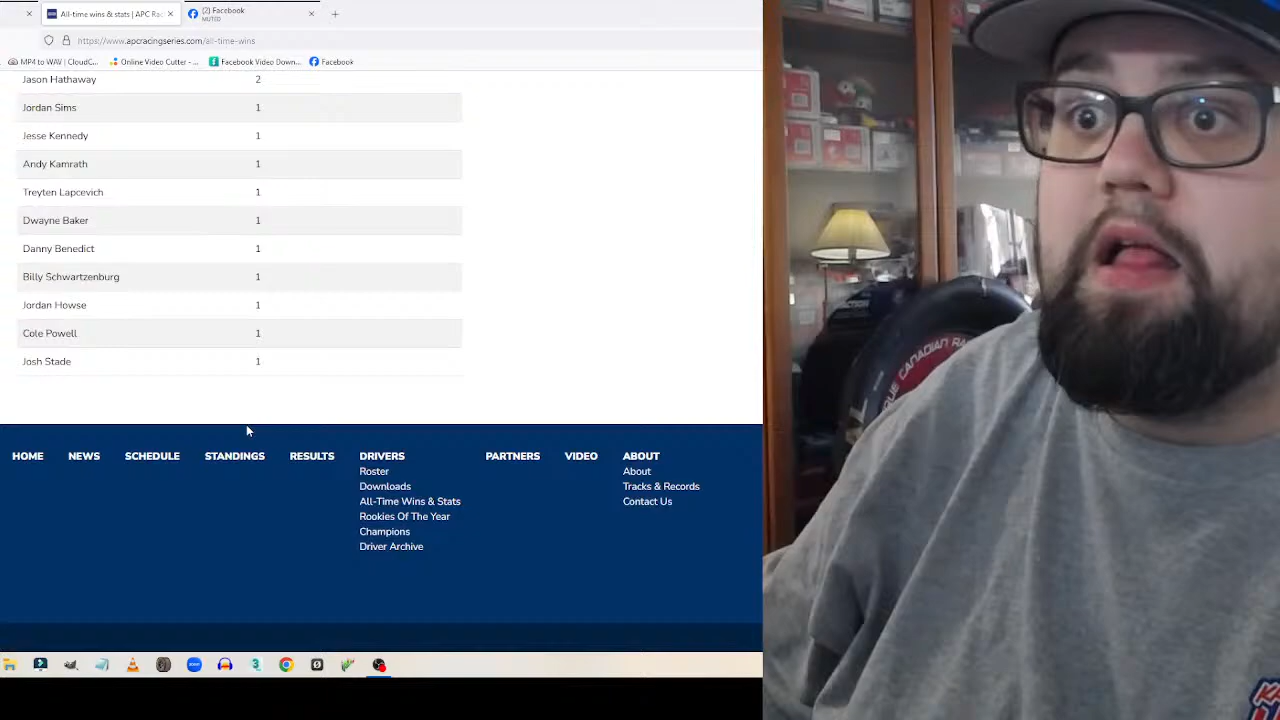 All-time wins & stats | APC Rac
(2) Facebook
MUTED
https://www.apcracingseries.com/all-time-wins
MP4 to WAV | CloudC...
Online Video Cutter - ...
Facebook Video Down...
Facebook
Jason Hathaway 2
Jordan Sims 1
Jesse Kennedy 1
Andy Kamrath 1
Treyten Lapcevich 1
Dwayne Baker 1
Danny Benedict 1
Billy Schwartzenburg 1
Jordan Howse 1
Cole Powell 1
Josh Stade 1
HOME NEWS SCHEDULE STANDINGS RESULTS DRIVERS PARTNERS VIDEO ABOUT
Roster About
Downloads Tracks & Records
All-Time Wins & Stats Contact Us
Rookies Of The Year
Champions
Driver Archive
zoom
CANADIAN